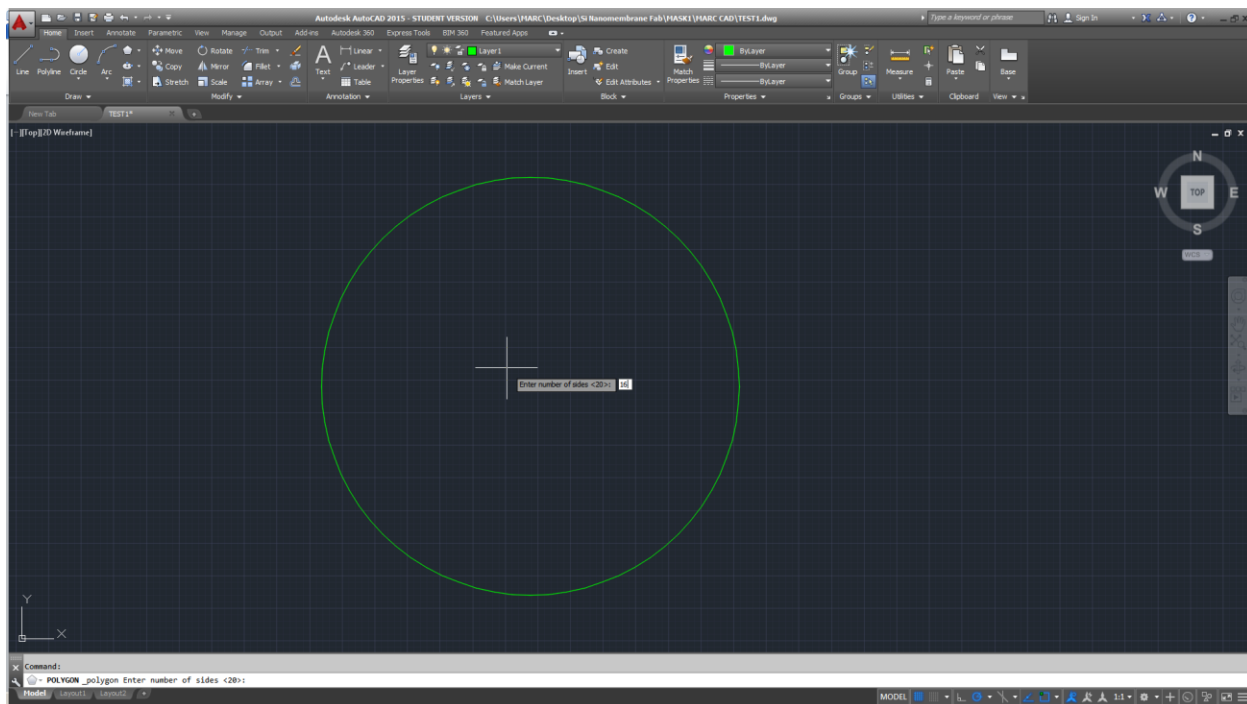 Autodesk AutoCAD 2015 - STUDENT VERSION C:\Users\MARC\Desktop\Si Nanomembrane Fab\MASK1\MARC CAD\TEST1.dwg
Type a keyword or phrase
Sign In
Home Insert Annotate Parametric View Manage Output Add-ins Autodesk 360 Express Tools BIM 360 Featured Apps
Line Polyline Circle Arc
Move Rotate Trim
Copy Mirror Fillet
Stretch Scale Array
Text
Linear
Leader
Table
Layer Properties
Layer1
Make Current
Match Layer
Insert
Create
Edit
Edit Attributes
Match Properties
ByLayer
ByLayer
ByLayer
Group
Measure
Paste
Base
Draw Modify Annotation Layers Block Properties Groups Utilities Clipboard View
New Tab TEST1*
[-][Top][2D Wireframe]
N
W TOP E
S
WCS
Enter number of sides <20>: 16
Y
X
Command:
POLYGON _polygon Enter number of sides <20>:
Model Layout1 Layout2 +
MODEL 1:1